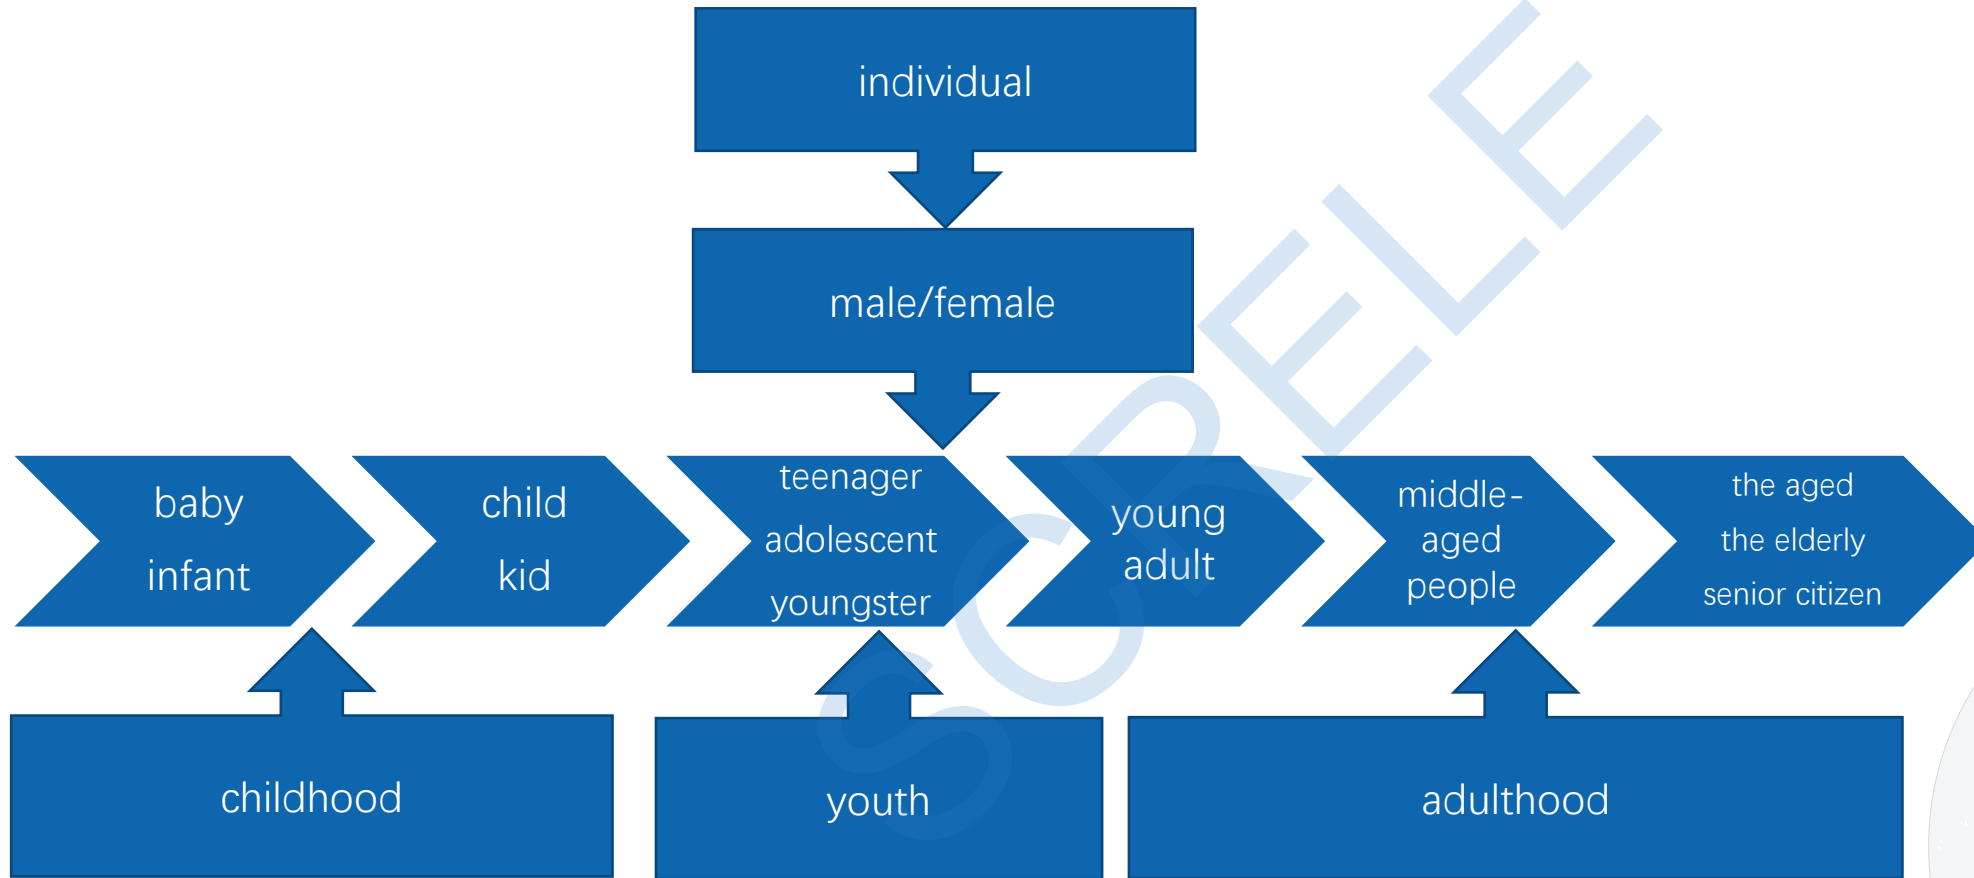 individual
male/female
baby
infant
child
kid
teenager
adolescent
youngster
young
adult
middle-
aged
people
the aged
the elderly
senior citizen
childhood
youth
adulthood
SCRELE